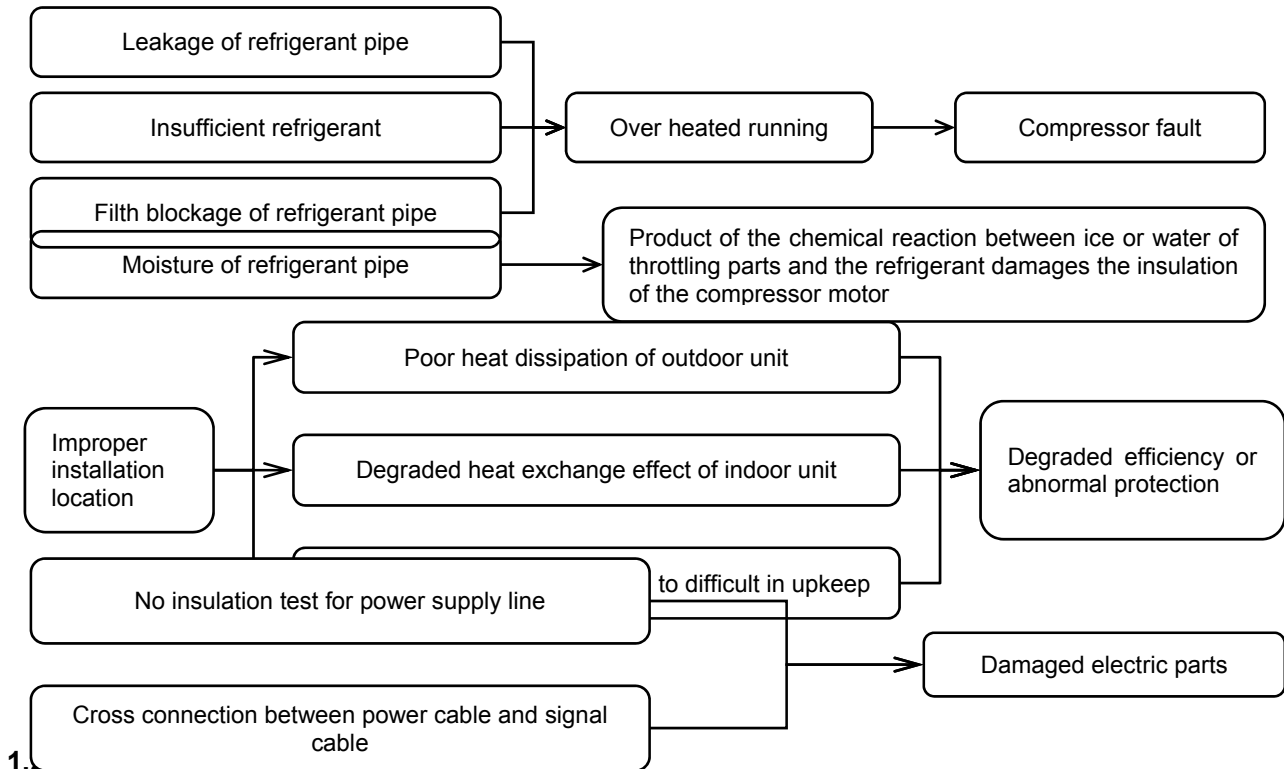 Leakage of refrigerant pipe
Insufficient refrigerant
Over heated running
Compressor fault
Filth blockage of refrigerant pipe
Moisture of refrigerant pipe
Product of the chemical reaction between ice or water of
throttling parts and the refrigerant damages the insulation
of the compressor motor
Poor heat dissipation of outdoor unit
Improper
installation
location
Degraded heat exchange effect of indoor unit
Degraded efficiency or
abnormal protection
to difficult in upkeep
No insulation test for power supply line
Damaged electric parts
Cross connection between power cable and signal
cable
1.